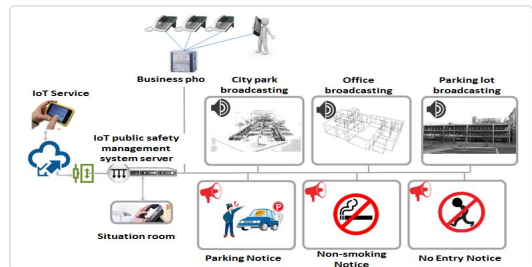 Business pho
City park
broadcasting
Office
broadcasting
Parking lot
broadcasting
IoT Service
IoT public safety
management
system server
Situation room
P
Parking Notice
Non-smoking
Notice
No Entry Notice